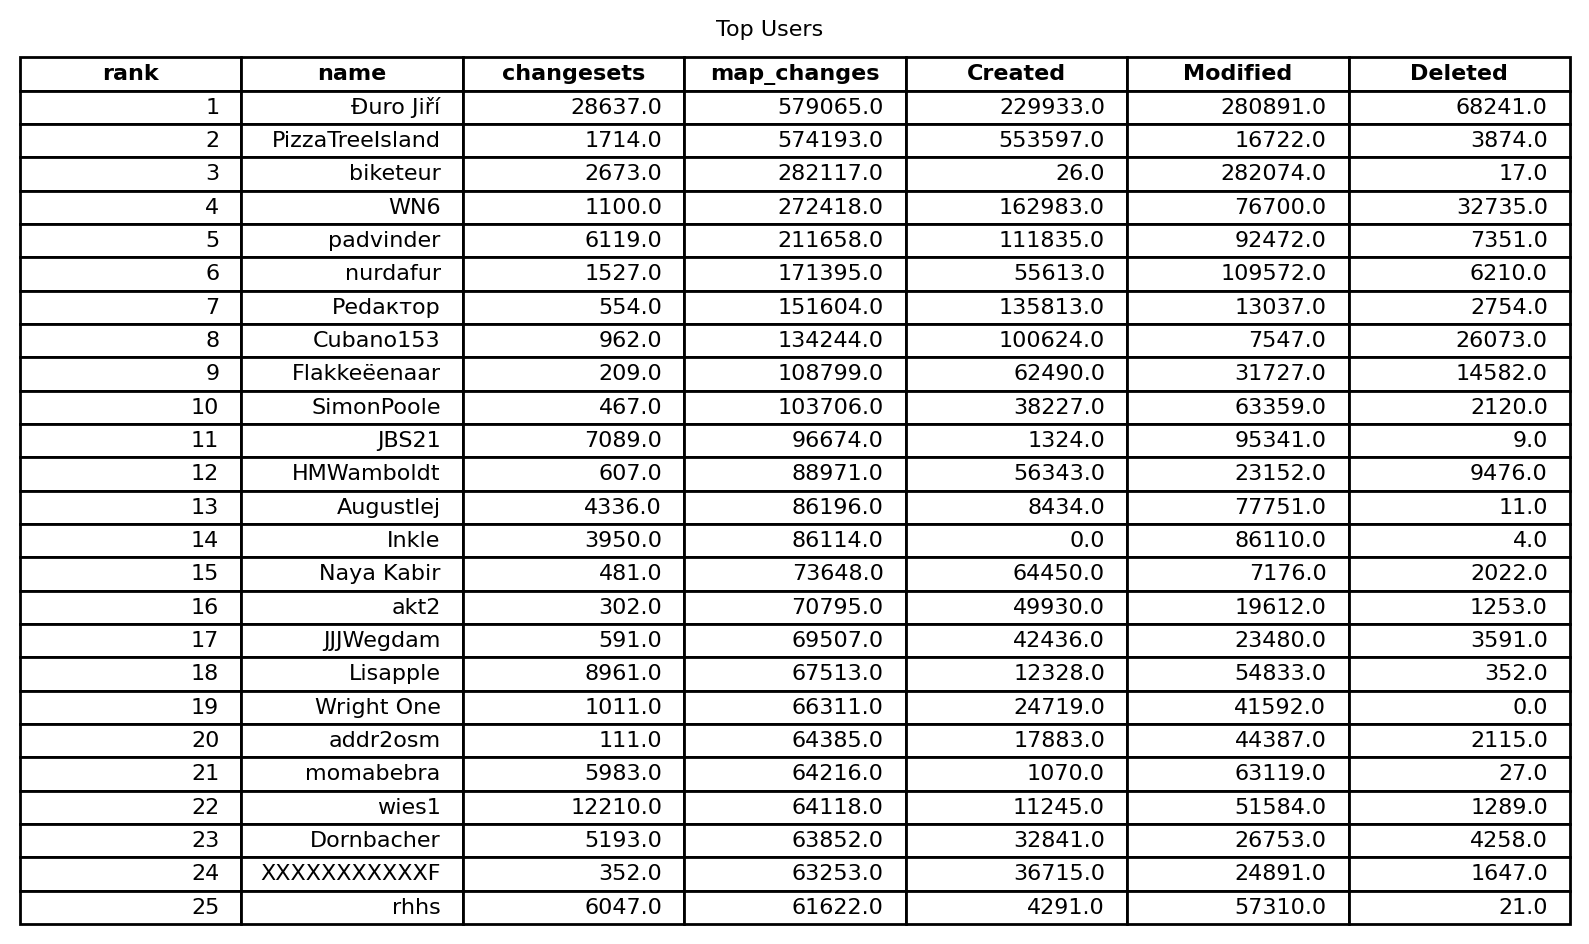 Top Users
rank name changesets map_changes Created Modified Deleted
1 Đuro Jiří 28637.0 579065.0 229933.0 280891.0 68241.0
2 PizzaTreeIsland 1714.0 574193.0 553597.0 16722.0 3874.0
3 biketeur 2673.0 282117.0 26.0 282074.0 17.0
4 WN6 1100.0 272418.0 162983.0 76700.0 32735.0
5 padvinder 6119.0 211658.0 111835.0 92472.0 7351.0
6 nurdafur 1527.0 171395.0 55613.0 109572.0 6210.0
7 Редактор 554.0 151604.0 135813.0 13037.0 2754.0
8 Cubano153 962.0 134244.0 100624.0 7547.0 26073.0
9 Flakkeëenaar 209.0 108799.0 62490.0 31727.0 14582.0
10 SimonPoole 467.0 103706.0 38227.0 63359.0 2120.0
11 JBS21 7089.0 96674.0 1324.0 95341.0 9.0
12 HMWamboldt 607.0 88971.0 56343.0 23152.0 9476.0
13 Augustlej 4336.0 86196.0 8434.0 77751.0 11.0
14 Inkle 3950.0 86114.0 0.0 86110.0 4.0
15 Naya Kabir 481.0 73648.0 64450.0 7176.0 2022.0
16 akt2 302.0 70795.0 49930.0 19612.0 1253.0
17 JJJWegdam 591.0 69507.0 42436.0 23480.0 3591.0
18 Lisapple 8961.0 67513.0 12328.0 54833.0 352.0
19 Wright One 1011.0 66311.0 24719.0 41592.0 0.0
20 addr2osm 111.0 64385.0 17883.0 44387.0 2115.0
21 momabebra 5983.0 64216.0 1070.0 63119.0 27.0
22 wies1 12210.0 64118.0 11245.0 51584.0 1289.0
23 Dornbacher 5193.0 63852.0 32841.0 26753.0 4258.0
24 XXXXXXXXXXXF 352.0 63253.0 36715.0 24891.0 1647.0
25 rhhs 6047.0 61622.0 4291.0 57310.0 21.0